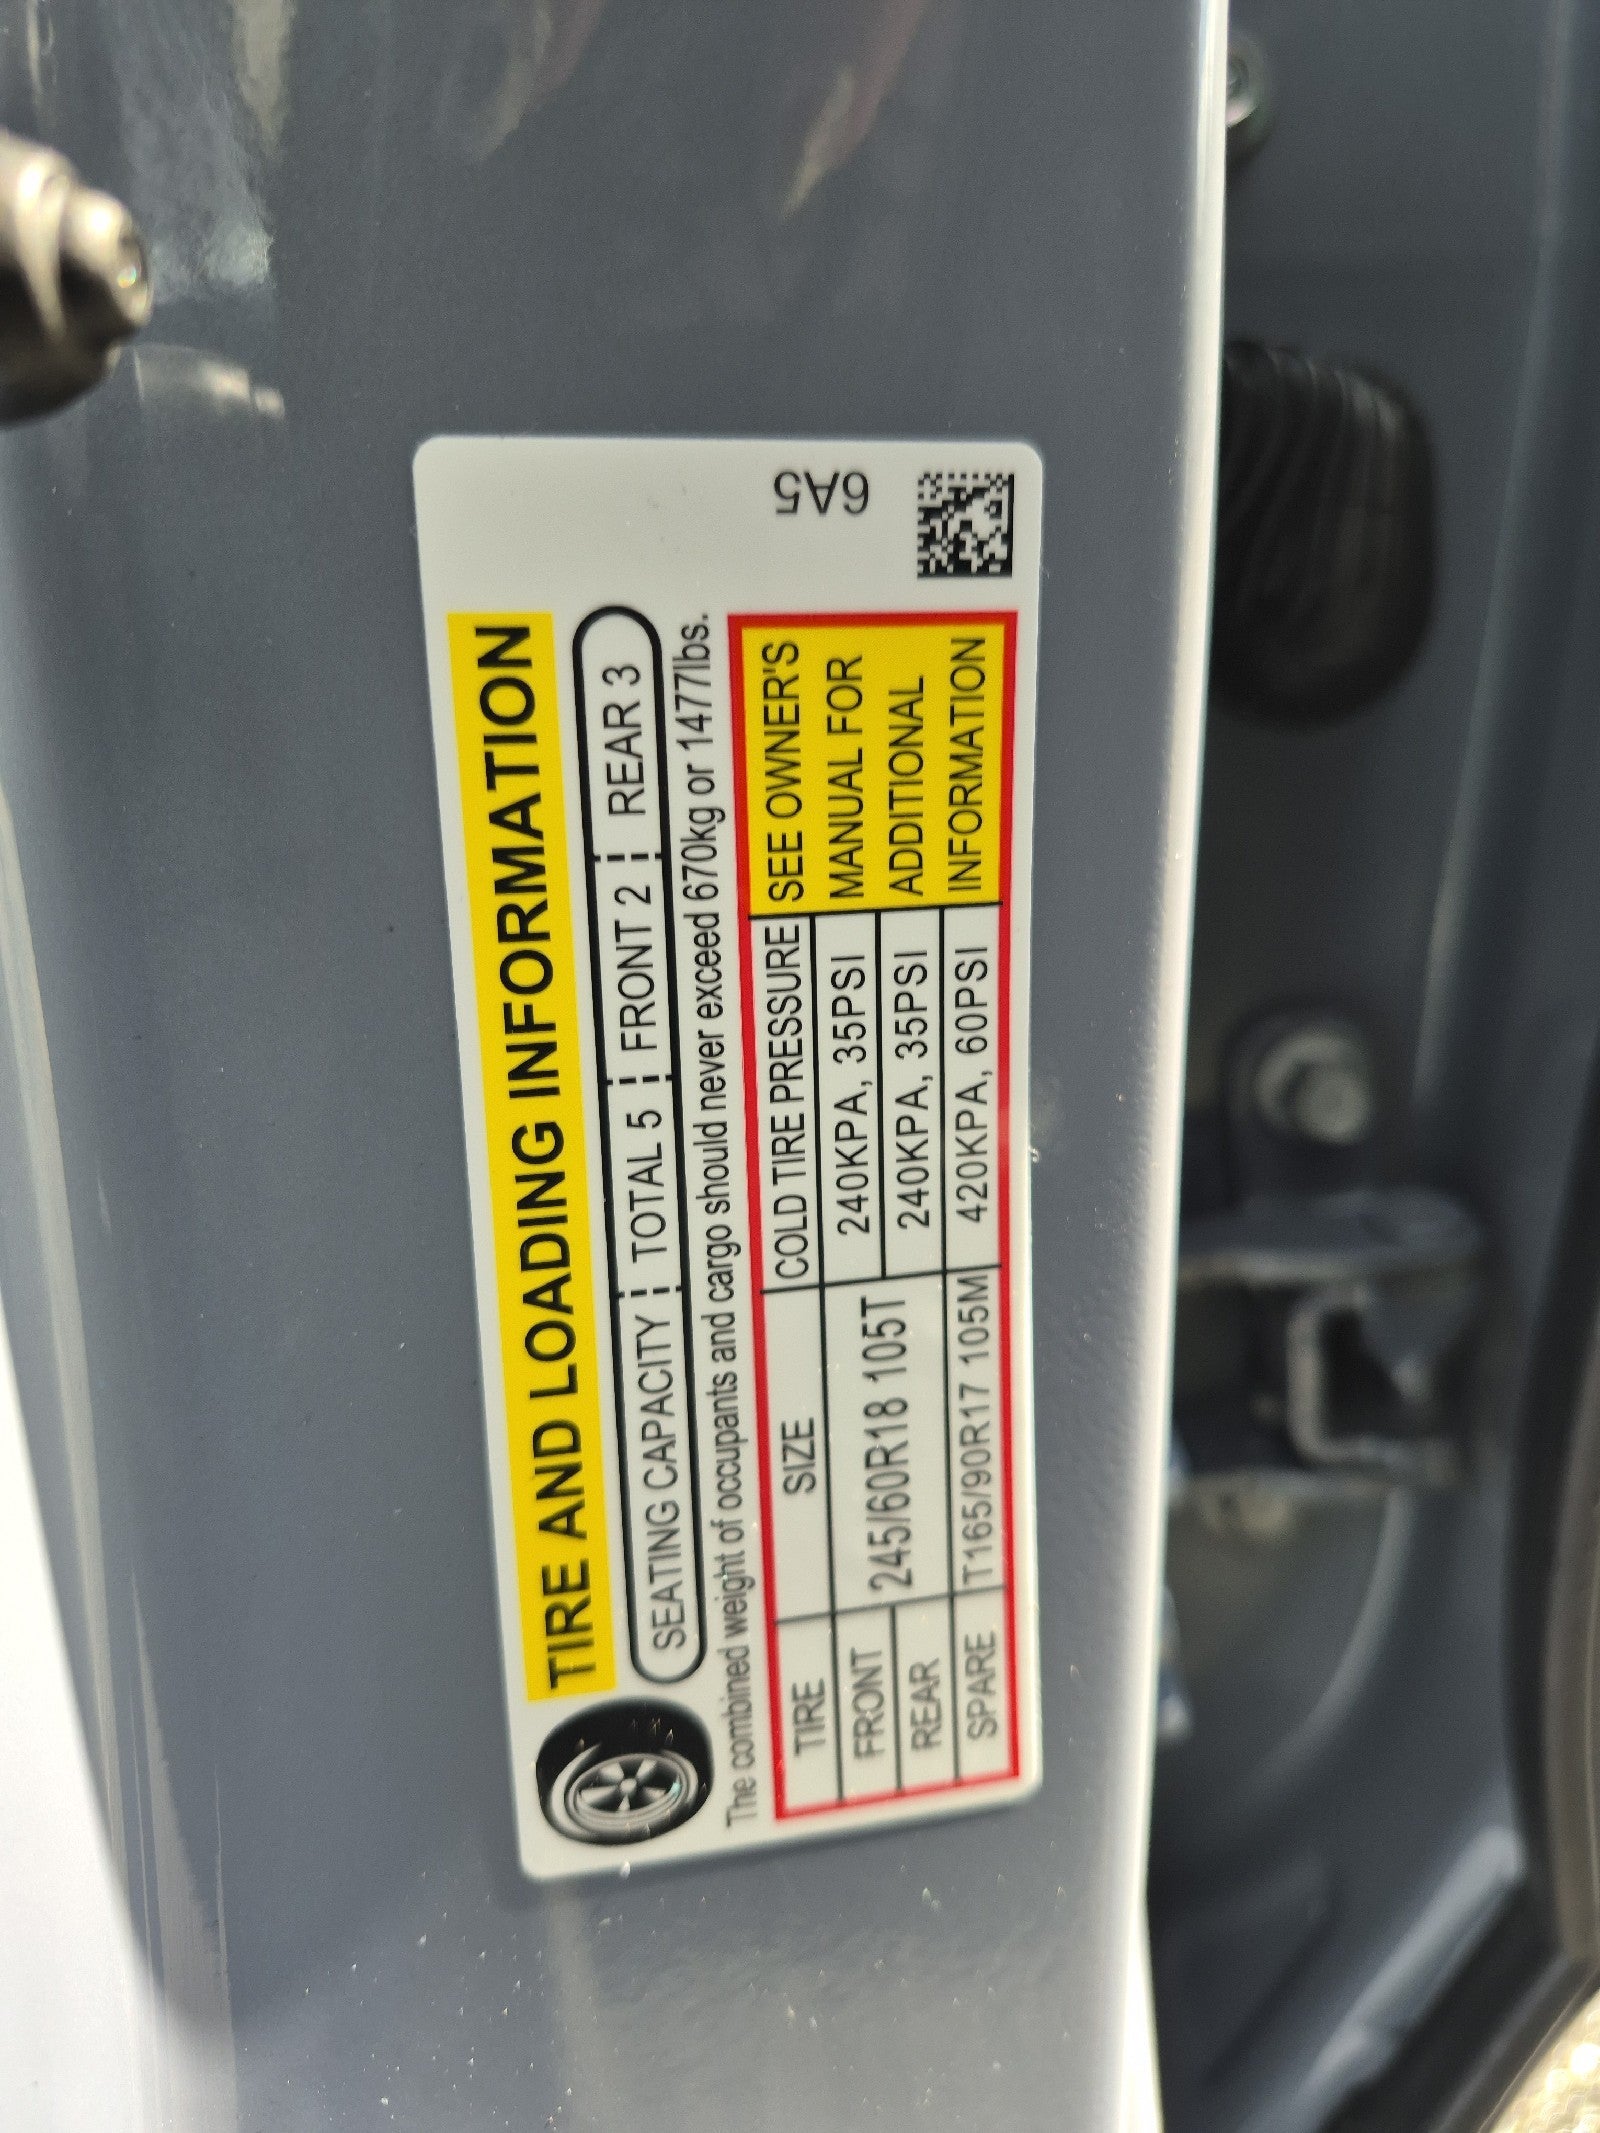 TIRE AND LOADING INFORMATION
SEATING CAPACITY TOTAL 5 FRONT 2 REAR 3
The combined weight of occupants and cargo should never exceed 670kg or 1477lbs.
TIRE SIZE COLD TIRE PRESSURE
FRONT 245/60R18 105T 240KPA, 35PSI
REAR 240KPA, 35PSI
SPARE T165/90R17 105M 420KPA, 60PSI
SEE OWNER'S
MANUAL FOR
ADDITIONAL
INFORMATION
6A5